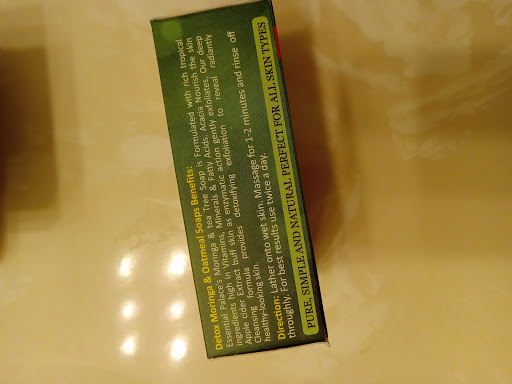 Detox Moringa & Oatmeal Soaps Benefits:
Essential Palace's Moringa & tea Tree Soap is Formulated with rich tropical
ingredients high in Vitamins, Minerals & Fatty Acids. Acacia Nourish the skin
Apple cider Extract buff skin as enzymatic action gently exfoliates, Our deep
Cleansing formula provides detoxifying exfoliation to reveal radiantly
healthy-looking skin.
Direction: Lather onto wet skin. Massage for 1-2 minutes and rinse off
throughly. For best results use twice a day.
PURE, SIMPLE AND NATURAL PERFECT FOR ALL SKIN TYPES